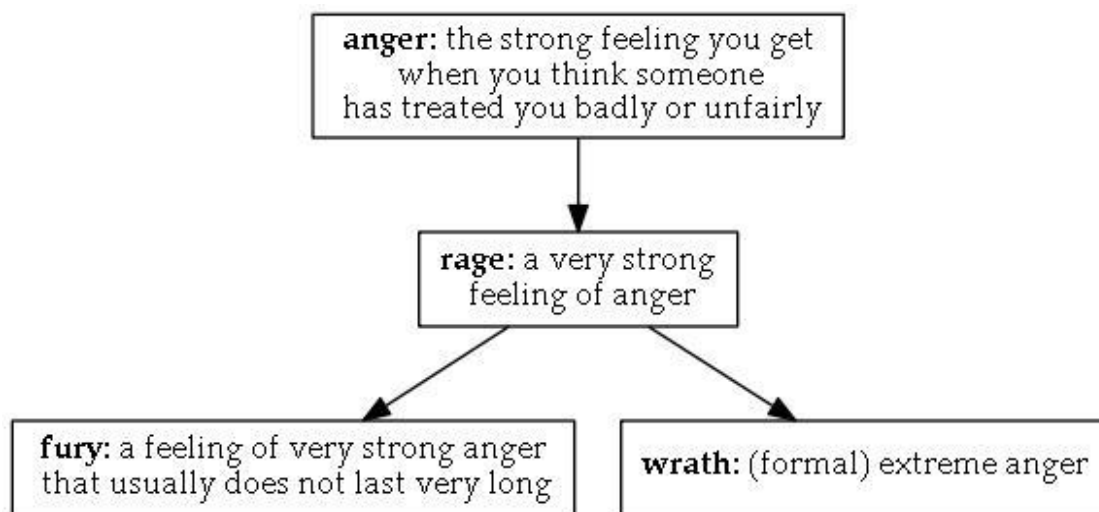 anger: the strong feeling you get
when you think someone
has treated you badly or unfairly
rage: a very strong
feeling of anger
fury: a feeling of very strong anger
that usually does not last very long
wrath: (formal) extreme anger